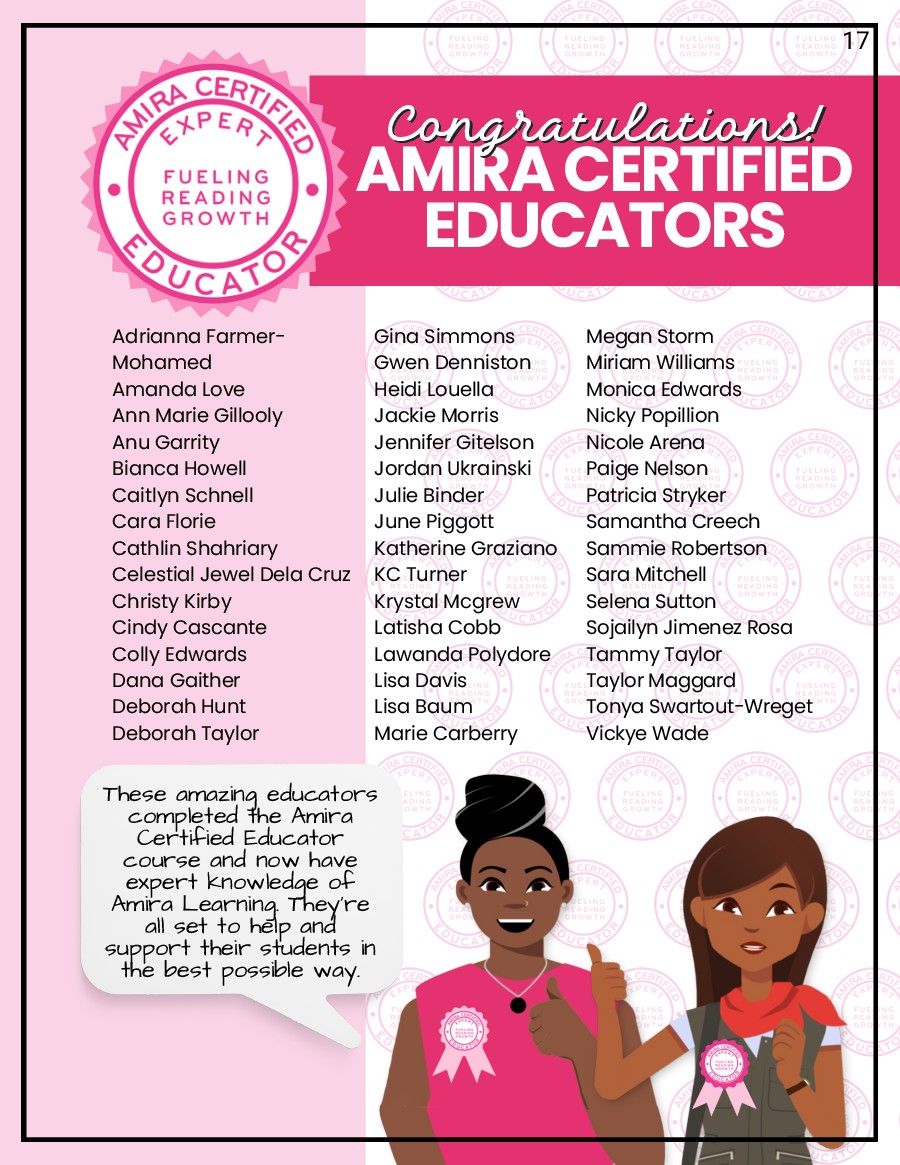 17
AMIRA CERTIFIED
EXPERT
FUELING
READING
GROWTH
EDUCATOR
Congratulations!
AMIRA CERTIFIED
EDUCATORS
Adrianna Farmer-
Mohamed
Amanda Love
Ann Marie Gillooly
Anu Garrity
Bianca Howell
Caitlyn Schnell
Cara Florie
Cathlin Shahriary
Celestial Jewel Dela Cruz
Christy Kirby
Cindy Cascante
Colly Edwards
Dana Gaither
Deborah Hunt
Deborah Taylor
Gina Simmons
Gwen Denniston
Heidi Louella
Jackie Morris
Jennifer Gitelson
Jordan Ukrainski
Julie Binder
June Piggott
Katherine Graziano
KC Turner
Krystal Mcgrew
Latisha Cobb
Lawanda Polydore
Lisa Davis
Lisa Baum
Marie Carberry
Megan Storm
Miriam Williams
Monica Edwards
Nicky Popillion
Nicole Arena
Paige Nelson
Patricia Stryker
Samantha Creech
Sammie Robertson
Sara Mitchell
Selena Sutton
Sojailyn Jimenez Rosa
Tammy Taylor
Taylor Maggard
Tonya Swartout-Wreget
Vickye Wade
These amazing educators
completed the Amira
Certified Educator
course and now have
expert knowledge of
Amira Learning. They're
all set to help and
support their students in
the best possible way.